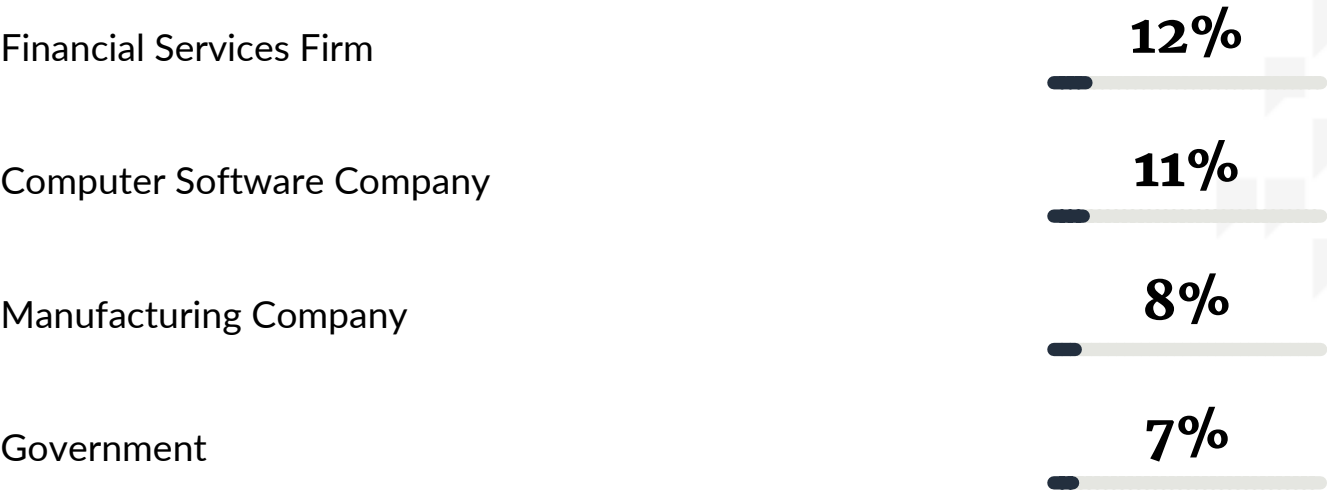 Financial Services Firm 12%
Computer Software Company 11%
Manufacturing Company 8%
Government 7%